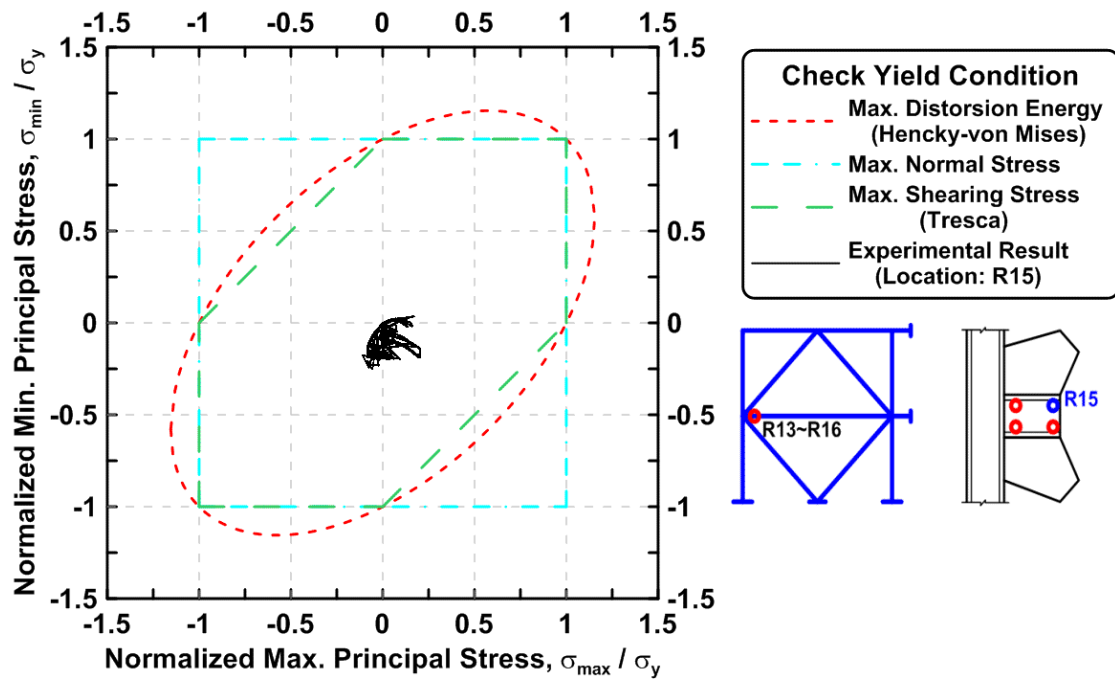 -1.5 -1 -0.5 0 0.5 1 1.5
1.5 1.5
1 1
0.5 0.5
0 0
-0.5 -0.5
-1 -1
-1.5 -1.5
-1.5 -1 -0.5 0 0.5 1 1.5
Normalized Min. Principal Stress, σmin / σy
Normalized Max. Principal Stress, σmax / σy
Check Yield Condition
Max. Distorsion Energy
(Hencky-von Mises)
Max. Normal Stress
Max. Shearing Stress
(Tresca)
Experimental Result
(Location: R15)
R13~R16
R15